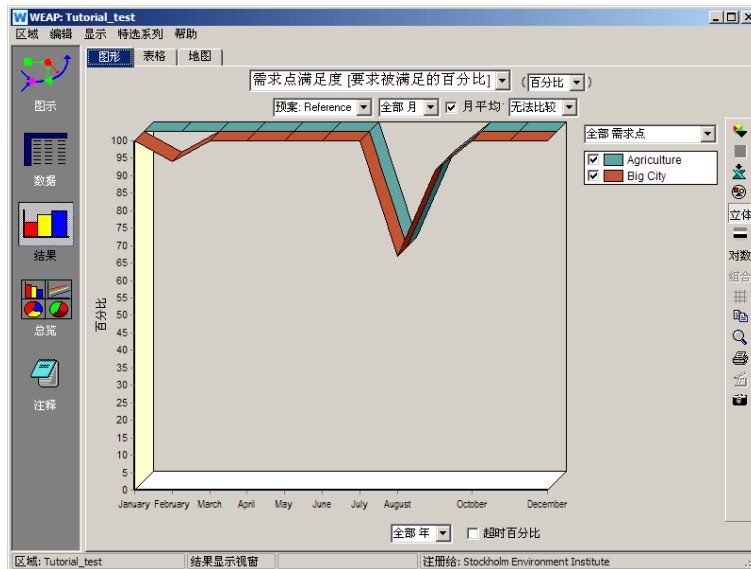 WEAP: Tutorial_test
区域 编辑 显示 特选系列 帮助
图形 表格 地图
需求点满足度 [要求被满足的百分比] (百分比)
预案: Reference 全部 月 月平均: 无法比较
图示
数据
结果
总览
注释
全部 需求点
Agriculture
Big City
立体
对数
组合
百分比
100
95
90
85
80
75
70
65
60
55
50
45
40
35
30
25
20
15
10
5
0
January February March April May June July August October December
全部 年 超时百分比
区域: Tutorial_test 结果显示视窗 注册给: Stockholm Environment Institute